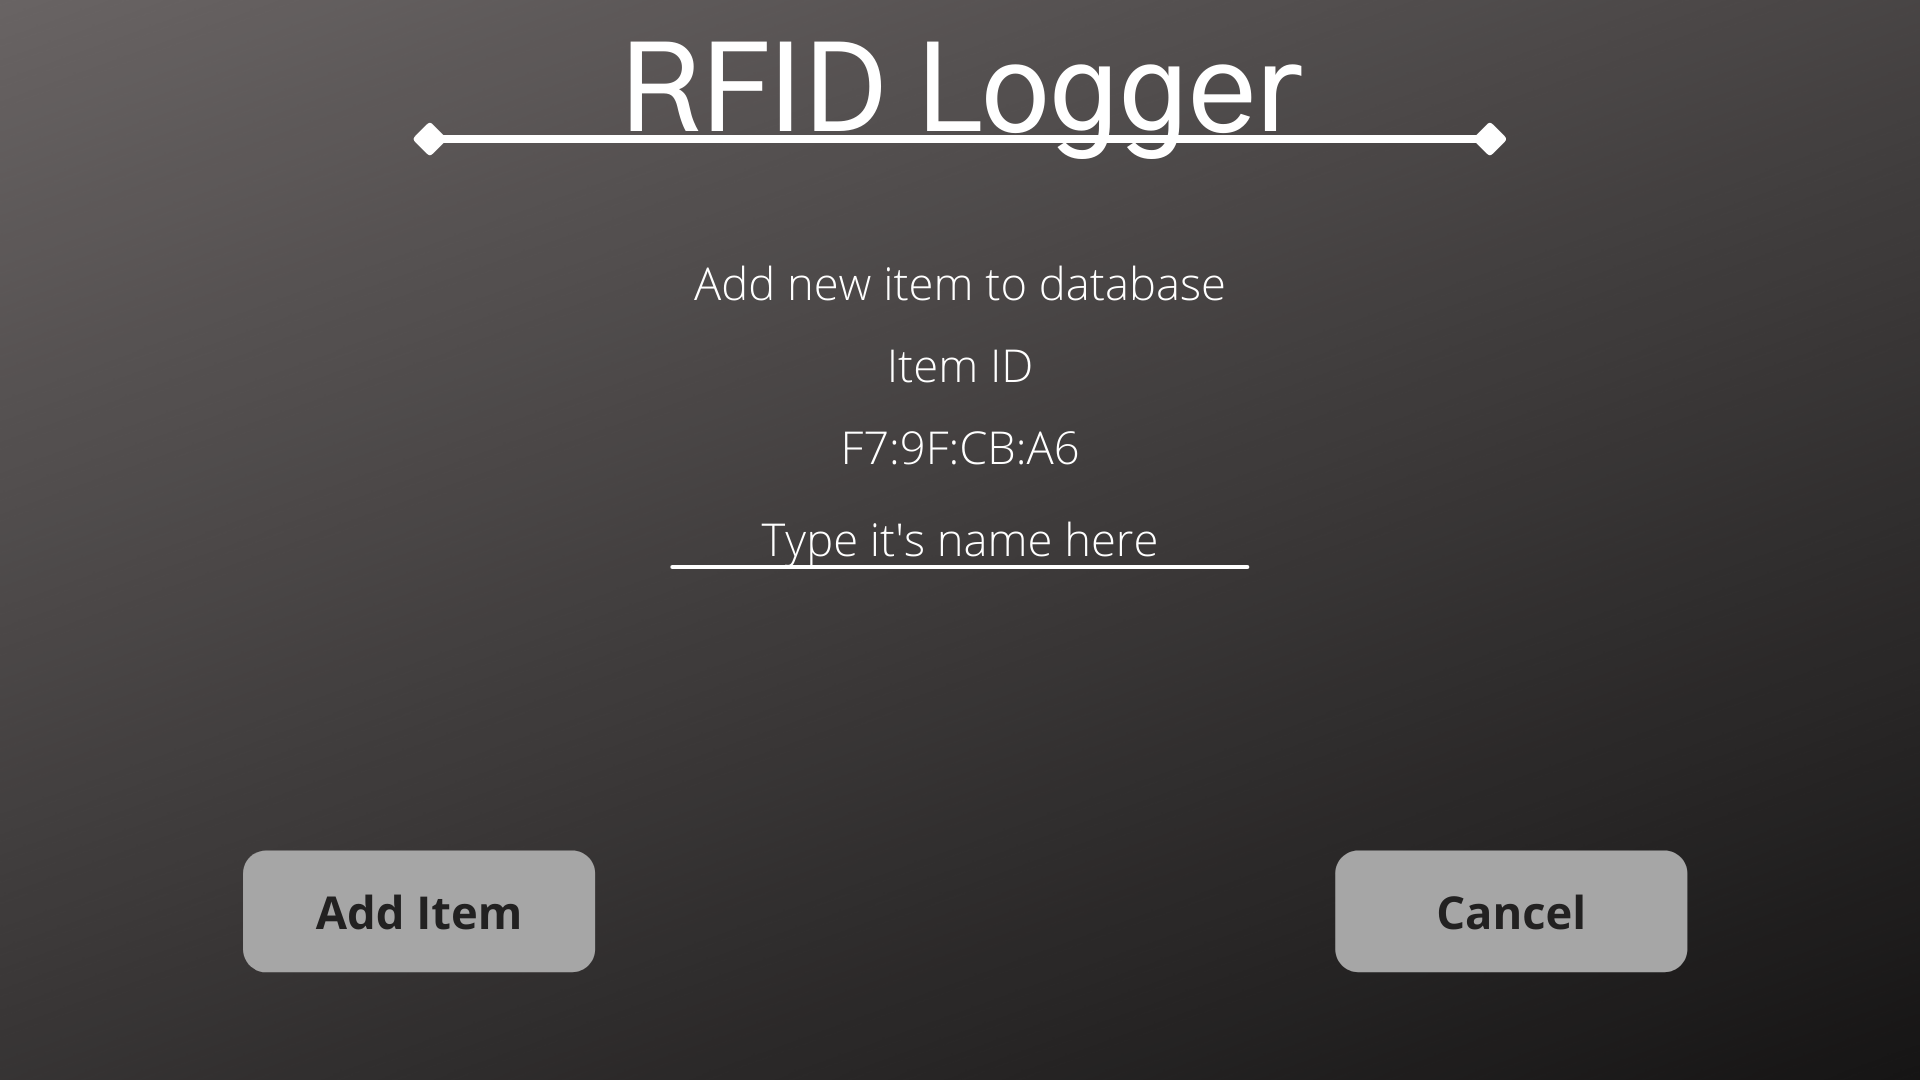 RFID Logger
Add new item to database
Item ID
F7:9F:CB:A6
Type it's name here
Add Item
Cancel